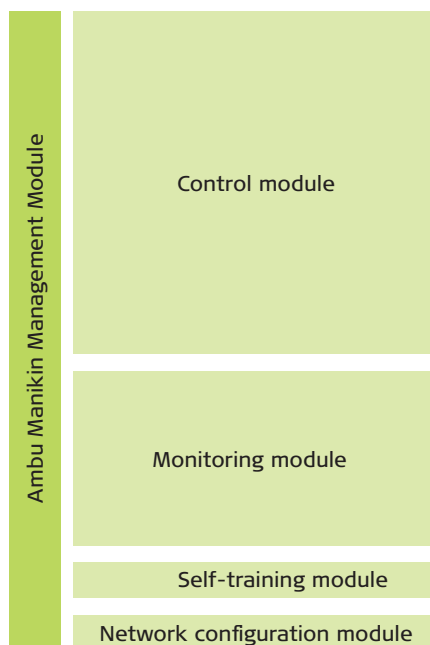 Ambu Manikin Management Module
Control module
Monitoring module
Self-training module
Network configuration module